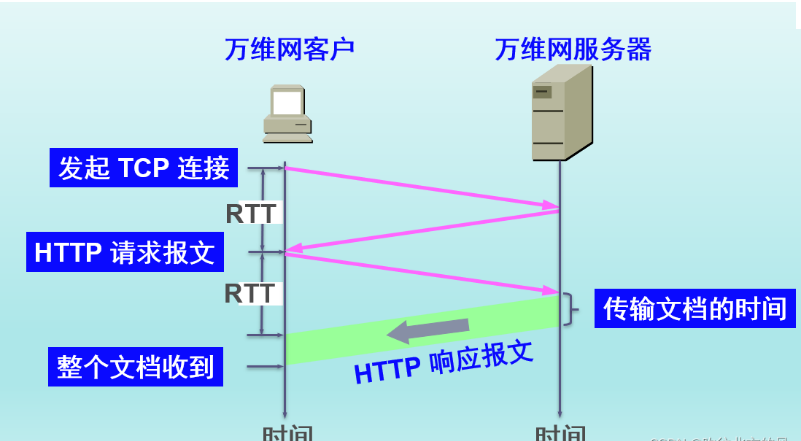 万维网客户
万维网服务器
发起 TCP 连接
RTT
HTTP 请求报文
RTT
传输文档的时间
整个文档收到
HTTP 响应报文
时间
时间